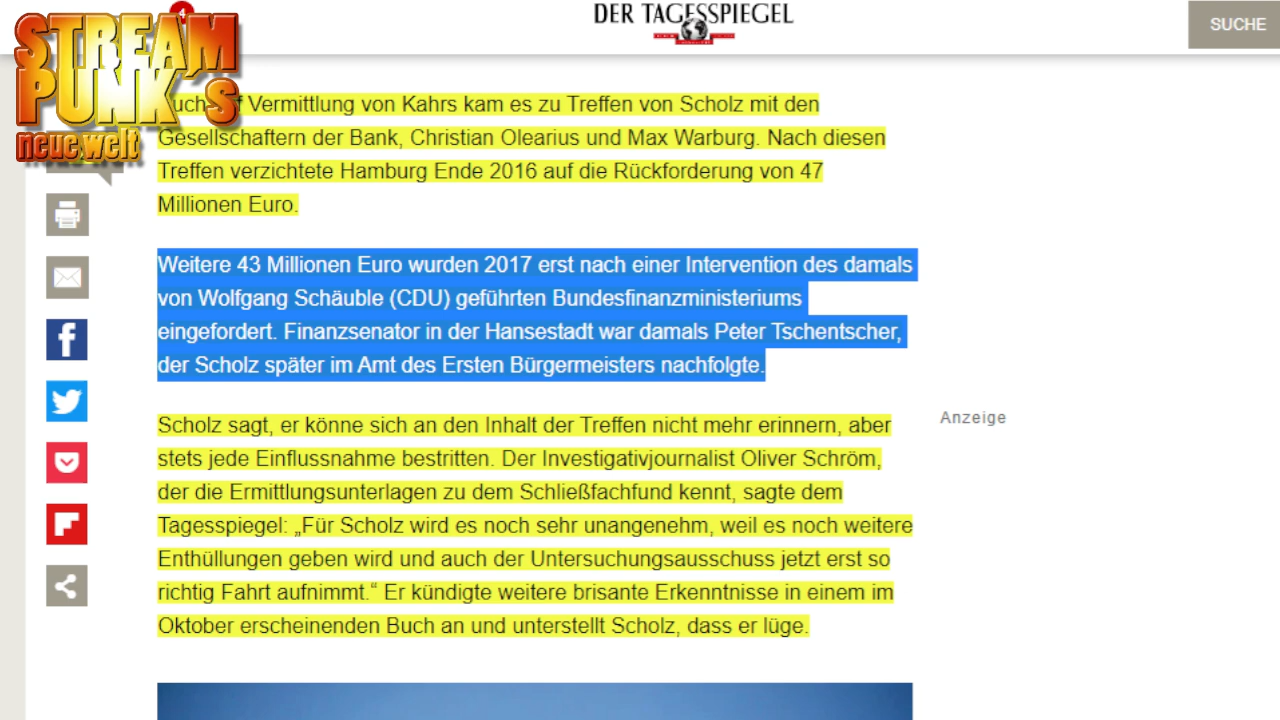 STREAM
PUNK´s
neue welt
4
DER TAGESSPIEGEL
SUCHE
Vermittlung von Kahrs kam es zu Treffen von Scholz mit den
Gesellschaftern der Bank, Christian Olearius und Max Warburg. Nach diesen
Treffen verzichtete Hamburg Ende 2016 auf die Rückforderung von 47
Millionen Euro.
Weitere 43 Millionen Euro wurden 2017 erst nach einer Intervention des damals
von Wolfgang Schäuble (CDU) geführten Bundesfinanzministeriums
eingefordert. Finanzsenator in der Hansestadt war damals Peter Tschentscher,
der Scholz später im Amt des Ersten Bürgermeisters nachfolgte.
Scholz sagt, er könne sich an den Inhalt der Treffen nicht mehr erinnern, aber
stets jede Einflussnahme bestritten. Der Investigativjournalist Oliver Schröm,
der die Ermittlungsunterlagen zu dem Schließfachfund kennt, sagte dem
Tagesspiegel: „Für Scholz wird es noch sehr unangenehm, weil es noch weitere
Enthüllungen geben wird und auch der Untersuchungsausschuss jetzt erst so
richtig Fahrt aufnimmt.“ Er kündigte weitere brisante Erkenntnisse in einem im
Oktober erscheinenden Buch an und unterstellt Scholz, dass er lüge.
Anzeige